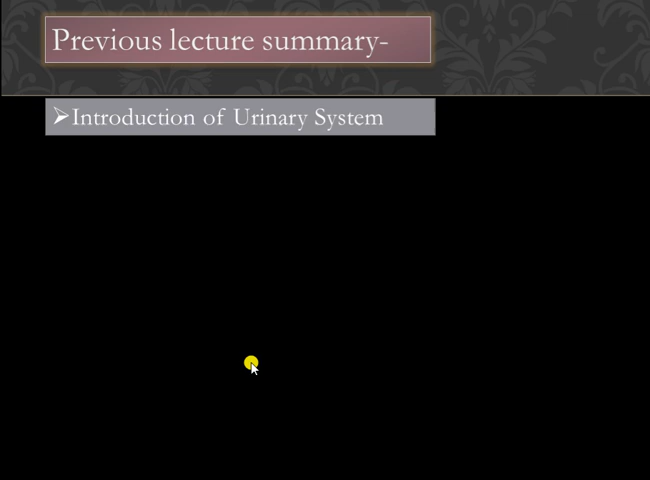 Previous lecture summary-
➢Introduction of Urinary System